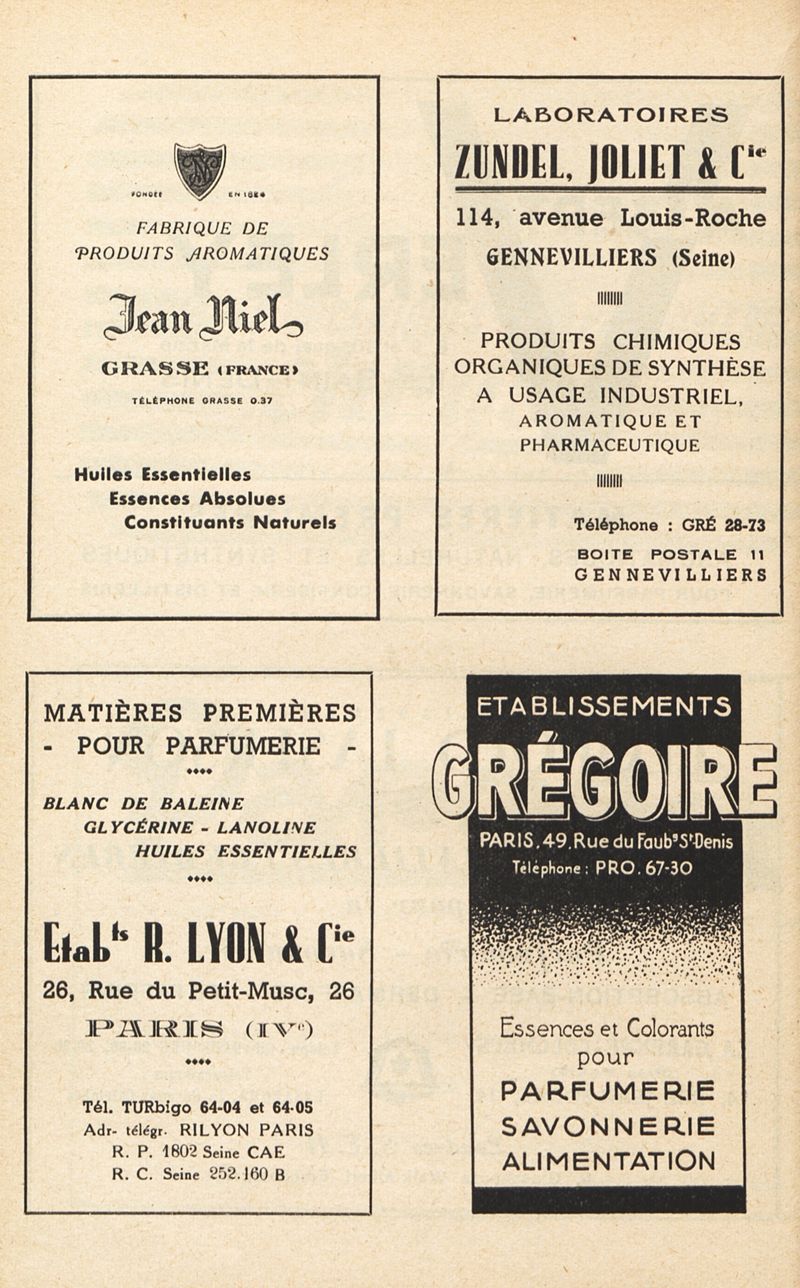 FONDÉE EN 1884
FABRIQUE DE
PRODUITS AROMATIQUES
Jean Niel
GRASSE (FRANCE)
TÉLÉPHONE GRASSE 0.37
Huiles Essentielles
Essences Absolues
Constituants Naturels
LABORATOIRES
ZUNDEL, JOLIET & Cie
114, avenue Louis-Roche
GENNEVILLIERS (Seine)
PRODUITS CHIMIQUES
ORGANIQUES DE SYNTHÈSE
A USAGE INDUSTRIEL,
AROMATIQUE ET
PHARMACEUTIQUE
Téléphone : GRÉ 28-73
BOITE POSTALE 11
GENNEVILLIERS
MATIÈRES PREMIÈRES
- POUR PARFUMERIE -
BLANC DE BALEINE
GLYCÉRINE - LANOLINE
HUILES ESSENTIELLES
Etabts R. LYON & Cie
26, Rue du Petit-Musc, 26
PARIS (IVe)
Tél. TURbigo 64-04 et 64-05
Adr- télégr. RILYON PARIS
R. P. 1802 Seine CAE
R. C. Seine 252.160 B
ETABLISSEMENTS
GRÉGOIRE
PARIS.49.Rue du Faubg St-Denis
Téléphone : PRO. 67-30
Essences et Colorants
pour
PARFUMERIE
SAVONNERIE
ALIMENTATION